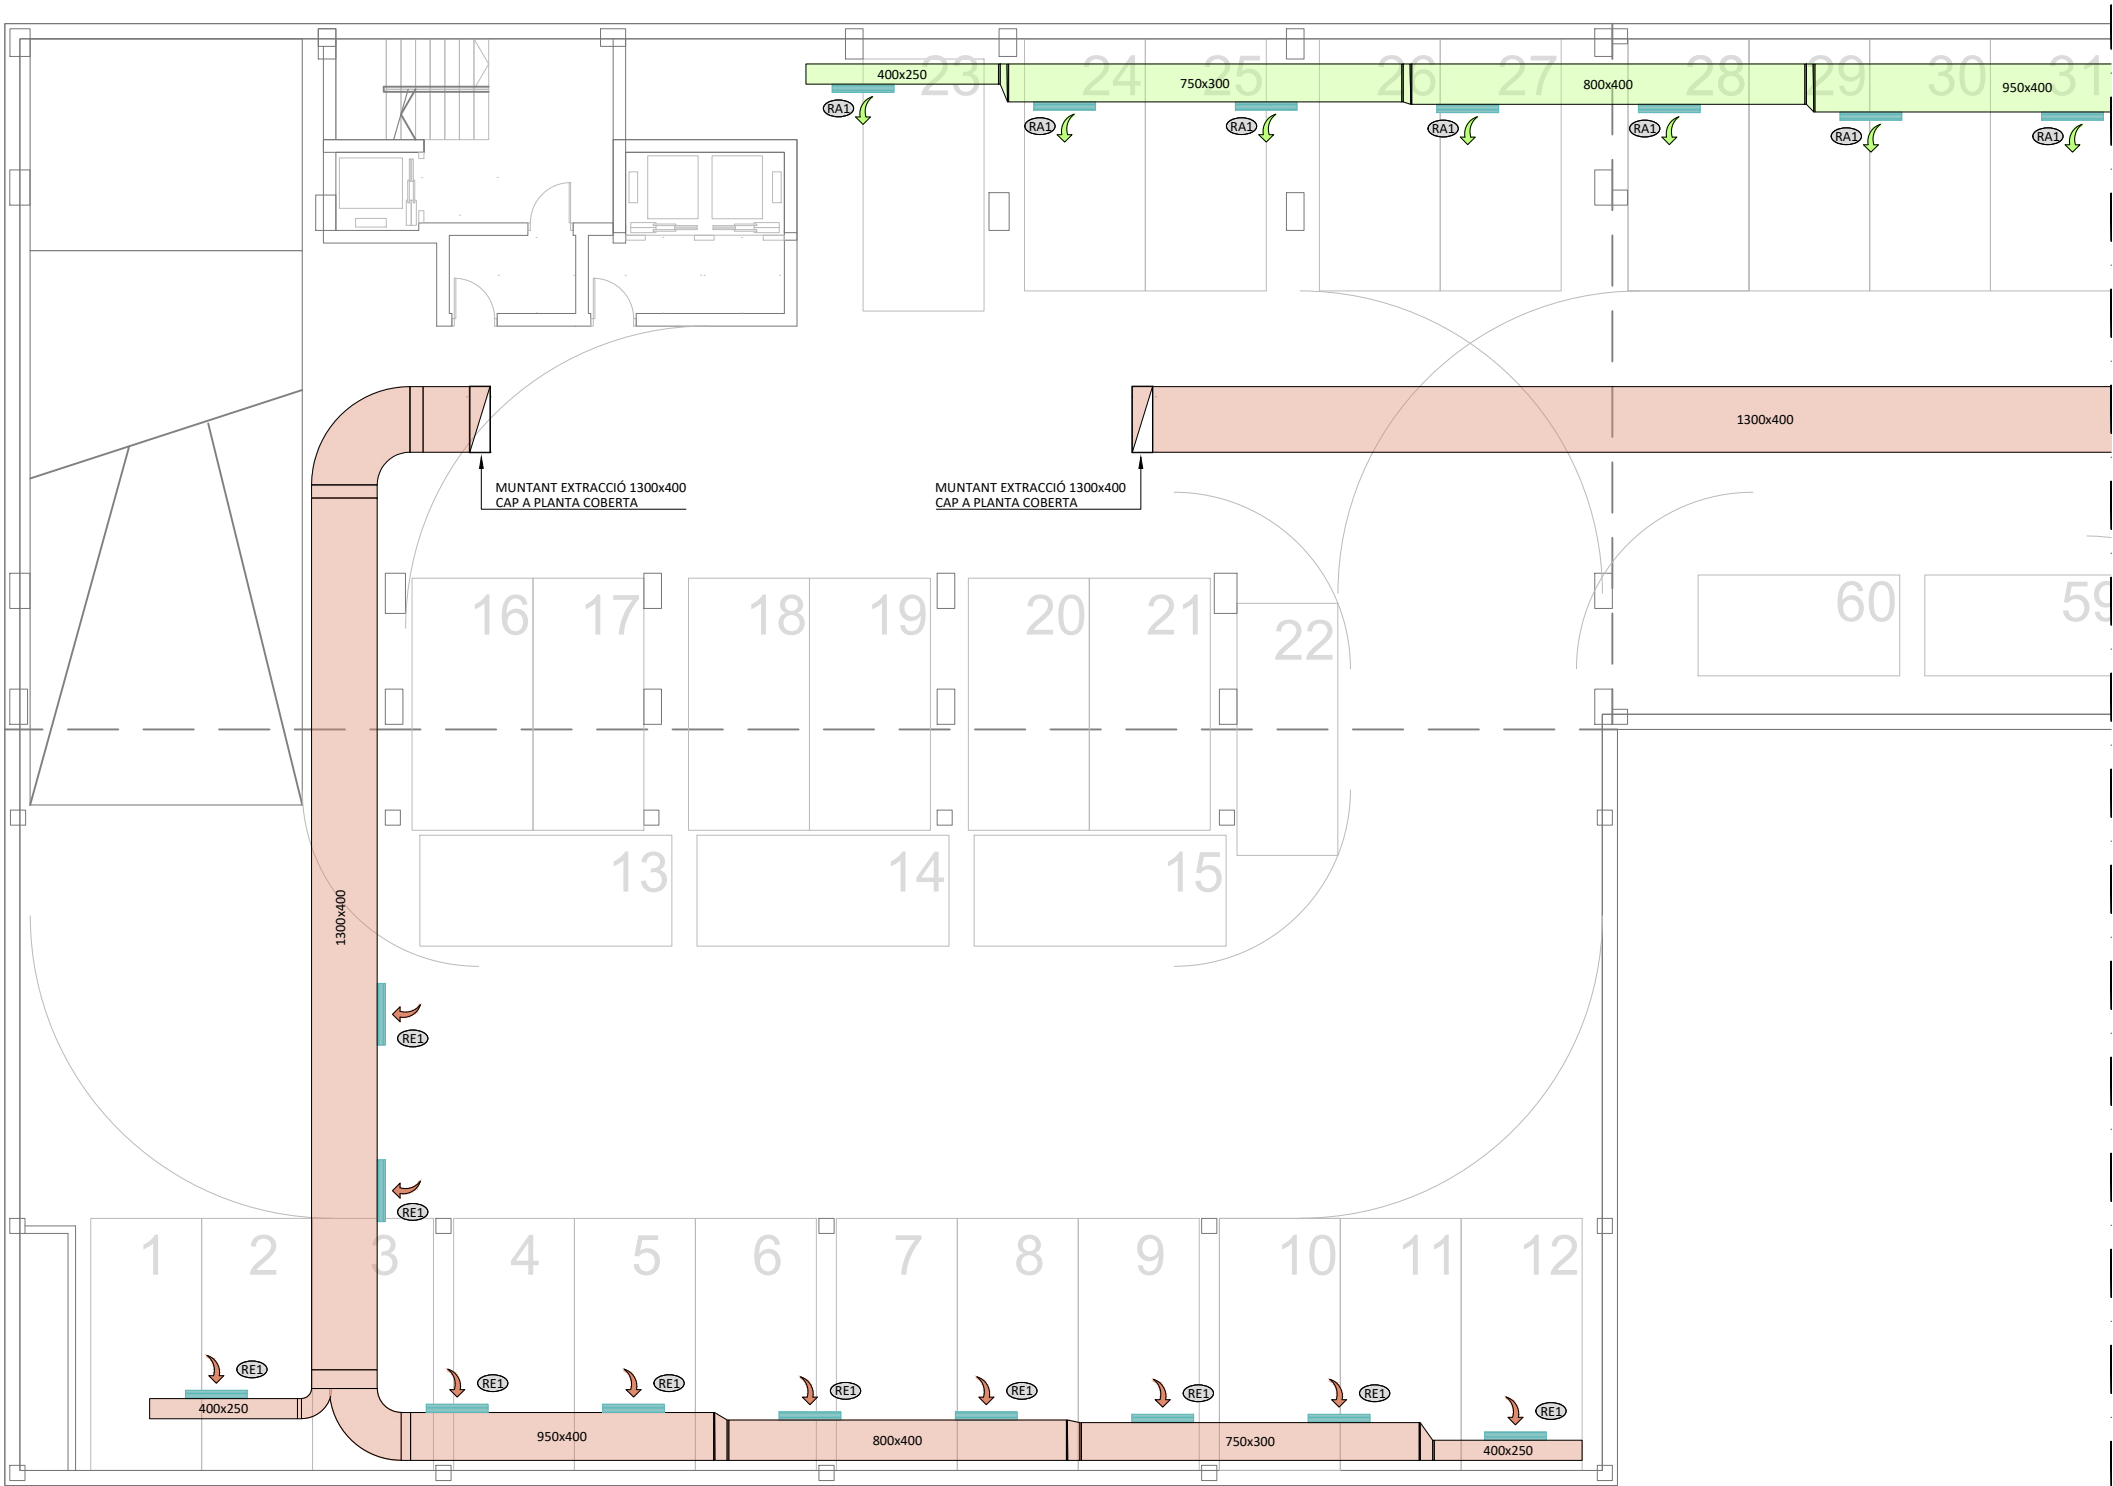 23
24
25
26
27
28
29
30
31
400x250
750x300
800x400
950x400
RA1
RA1
RA1
RA1
RA1
RA1
RA1
1300x400
MUNTANT EXTRACCIÓ 1300x400
CAP A PLANTA COBERTA
MUNTANT EXTRACCIÓ 1300x400
CAP A PLANTA COBERTA
16
17
18
19
20
21
22
60
59
13
14
15
1300x400
RE1
RE1
1
2
3
4
5
6
7
8
9
10
11
12
RE1
RE1
RE1
RE1
RE1
RE1
RE1
RE1
400x250
950x400
800x400
750x300
400x250